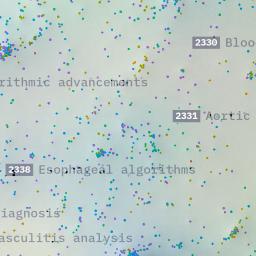 2330 Bloo
rithmic advancements
2331 Aortic
2338 Esophageal algorithms
iagnosis
asculitis analysis